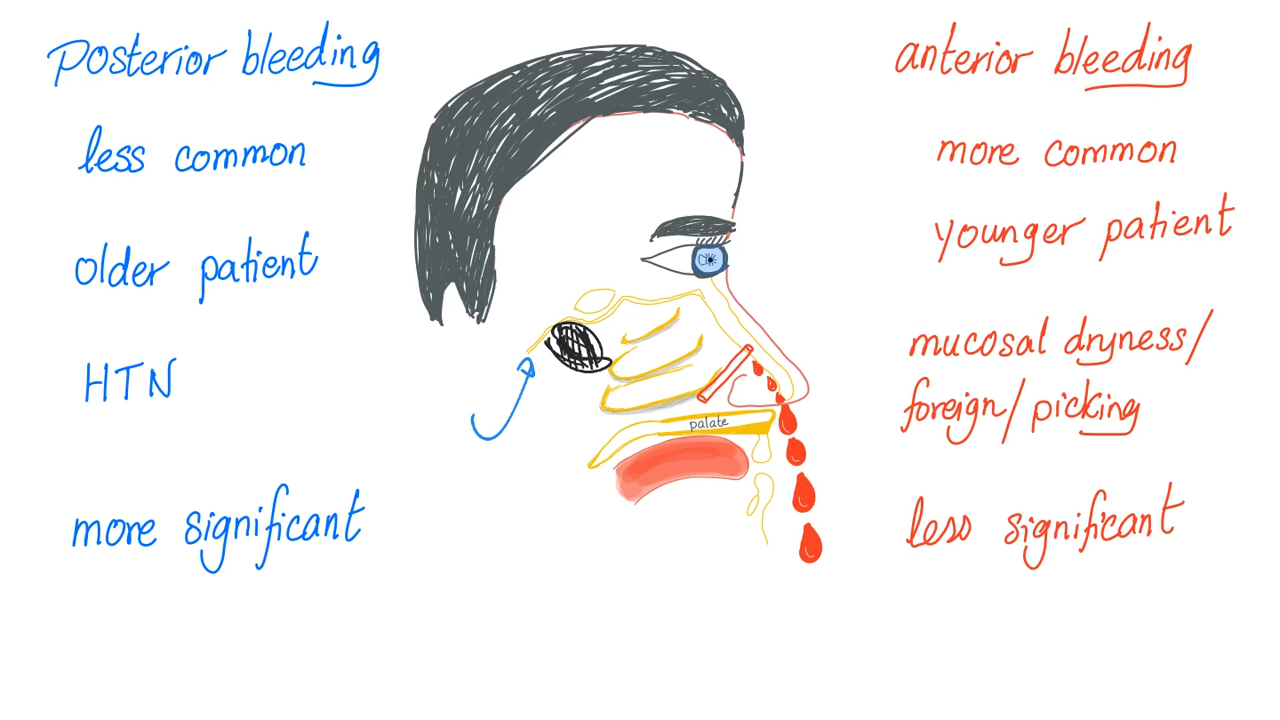 Posterior bleeding
less common
older patient
HTN
more significant
palate
anterior bleeding
more common
younger patient
mucosal dryness/
foreign/picking
less significant